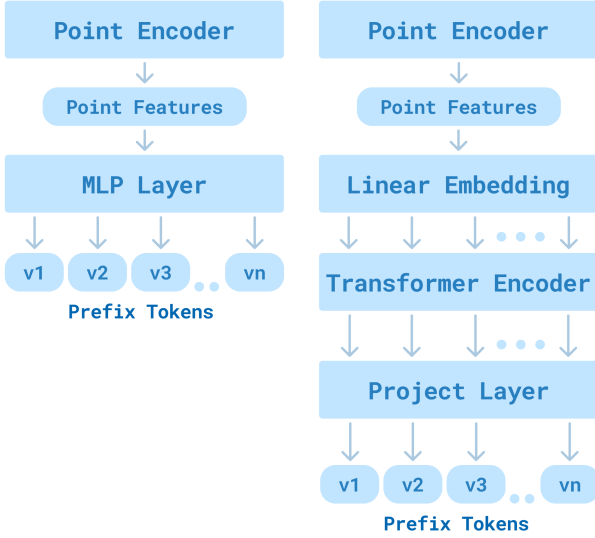 Point Encoder
Point Features
MLP Layer
v1 v2 v3 vn
Prefix Tokens
Point Encoder
Point Features
Linear Embedding
Transformer Encoder
Project Layer
v1 v2 v3 vn
Prefix Tokens